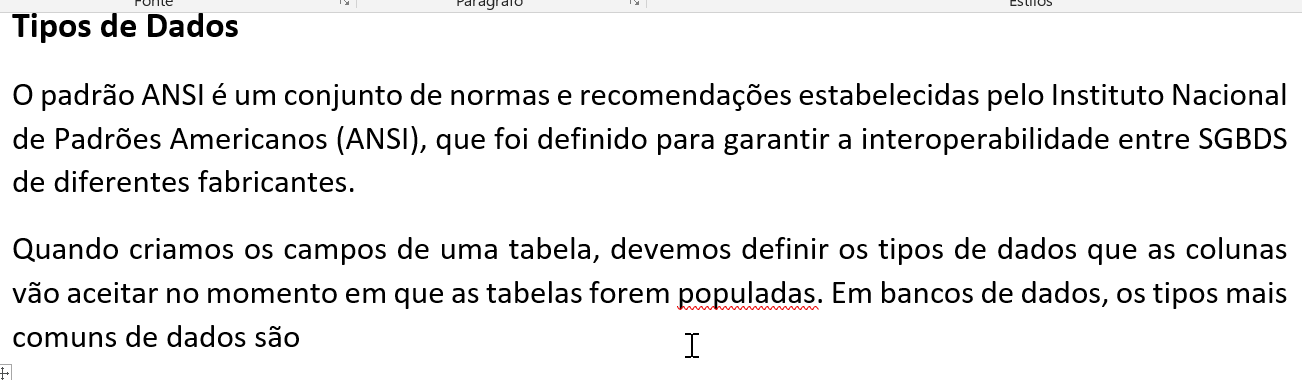 Fonte Parágrafo Estilos
Tipos de Dados
O padrão ANSI é um conjunto de normas e recomendações estabelecidas pelo Instituto Nacional
de Padrões Americanos (ANSI), que foi definido para garantir a interoperabilidade entre SGBDS
de diferentes fabricantes.
Quando criamos os campos de uma tabela, devemos definir os tipos de dados que as colunas
vão aceitar no momento em que as tabelas forem populadas. Em bancos de dados, os tipos mais
comuns de dados são